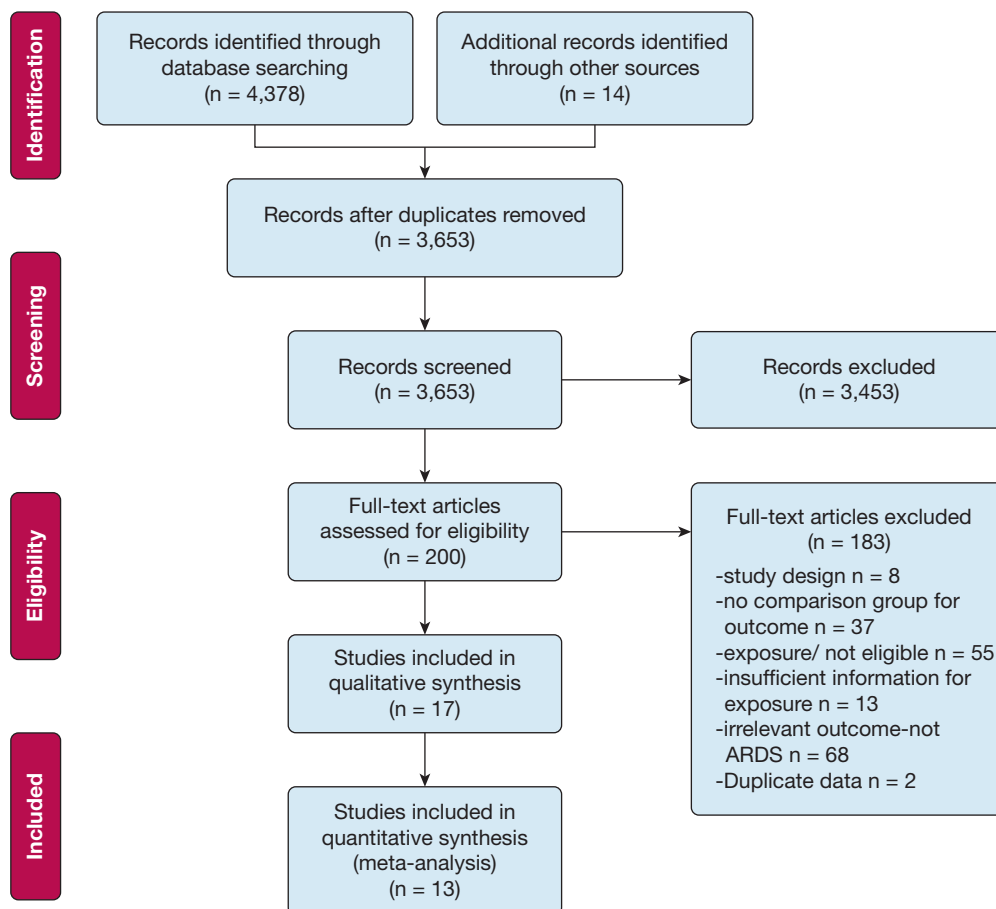 Identification
Records identified through
database searching
(n = 4,378)
Additional records identified
through other sources
(n = 14)
Records after duplicates removed
(n = 3,653)
Screening
Records screened
(n = 3,653)
Records excluded
(n = 3,453)
Eligibility
Full-text articles
assessed for eligibility
(n = 200)
Full-text articles excluded
(n = 183)
-study design n = 8
-no comparison group for
outcome n = 37
-exposure/ not eligible n = 55
-insufficient information for
exposure n = 13
-irrelevant outcome-not
ARDS n = 68
-Duplicate data n = 2
Studies included in
qualitative synthesis
(n = 17)
Included
Studies included in
quantitative synthesis
(meta-analysis)
(n = 13)